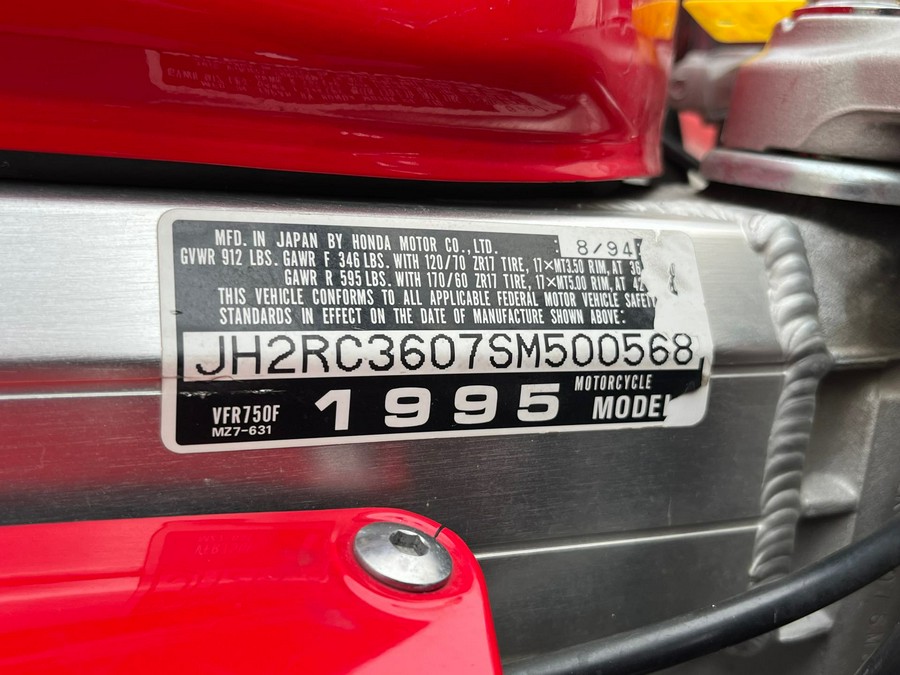 MFD. IN JAPAN BY HONDA MOTOR CO., LTD. : 8/94
GVWR 912 LBS. GAWR F 346 LBS. WITH 120/70 ZR17 TIRE, 17×MT3.50 RIM, AT 36
GAWR R 595 LBS. WITH 170/60 ZR17 TIRE, 17×MT5.00 RIM, AT 42
THIS VEHICLE CONFORMS TO ALL APPLICABLE FEDERAL MOTOR VEHICLE SAFET
STANDARDS IN EFFECT ON THE DATE OF MANUFACTURE SHOWN ABOVE:
JH2RC3607SM500568
VFR750F
MZ7-631
1995
MOTORCYCLE
MODEL